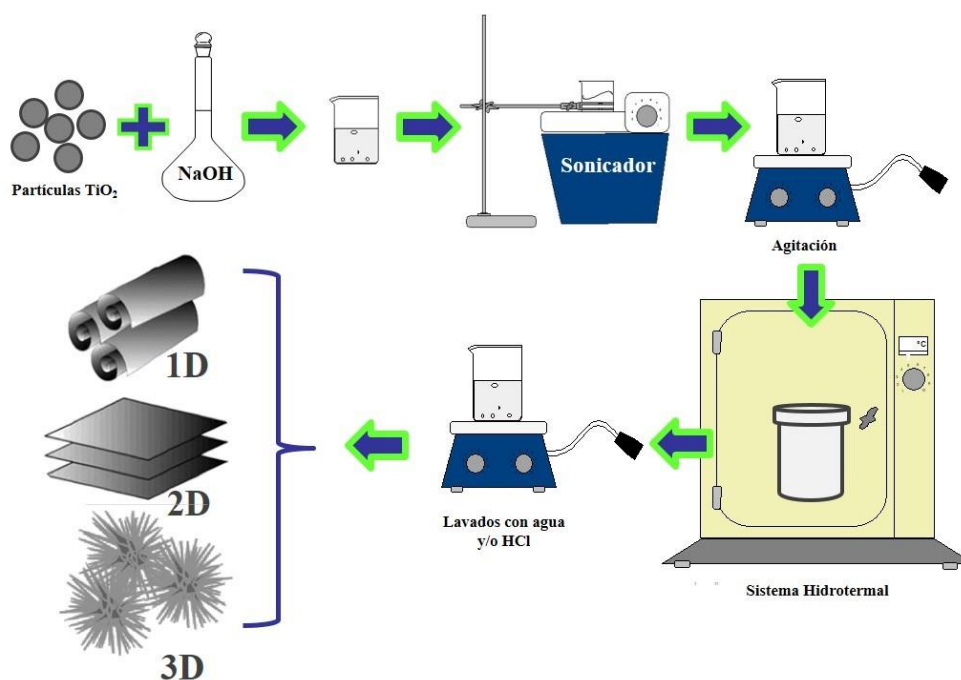 Partículas TiO₂
NaOH
Sonicador
Agitación
°C
Sistema Hidrotermal
Lavados con agua
y/o HCl
1D
2D
3D